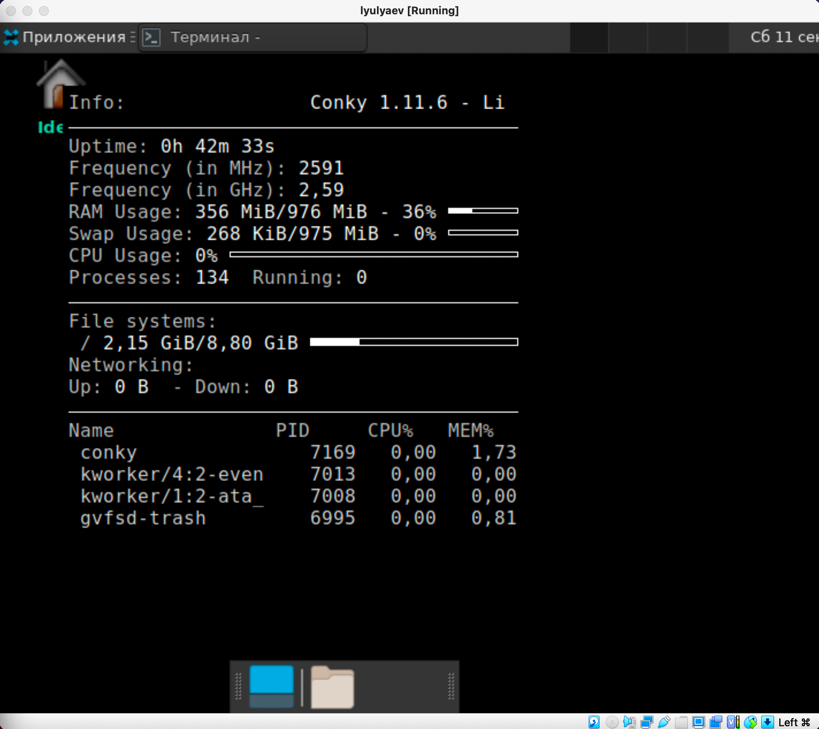 lyulyaev [Running]
Приложения Терминал - Сб 11 сен
Info: Conky 1.11.6 - Li
Ide
Uptime: 0h 42m 33s
Frequency (in MHz): 2591
Frequency (in GHz): 2,59
RAM Usage: 356 MiB/976 MiB - 36%
Swap Usage: 268 KiB/975 MiB - 0%
CPU Usage: 0%
Processes: 134 Running: 0
File systems:
/ 2,15 GiB/8,80 GiB
Networking:
Up: 0 B - Down: 0 B
Name PID CPU% MEM%
conky 7169 0,00 1,73
kworker/4:2-even 7013 0,00 0,00
kworker/1:2-ata_ 7008 0,00 0,00
gvfsd-trash 6995 0,00 0,81
Left ⌘